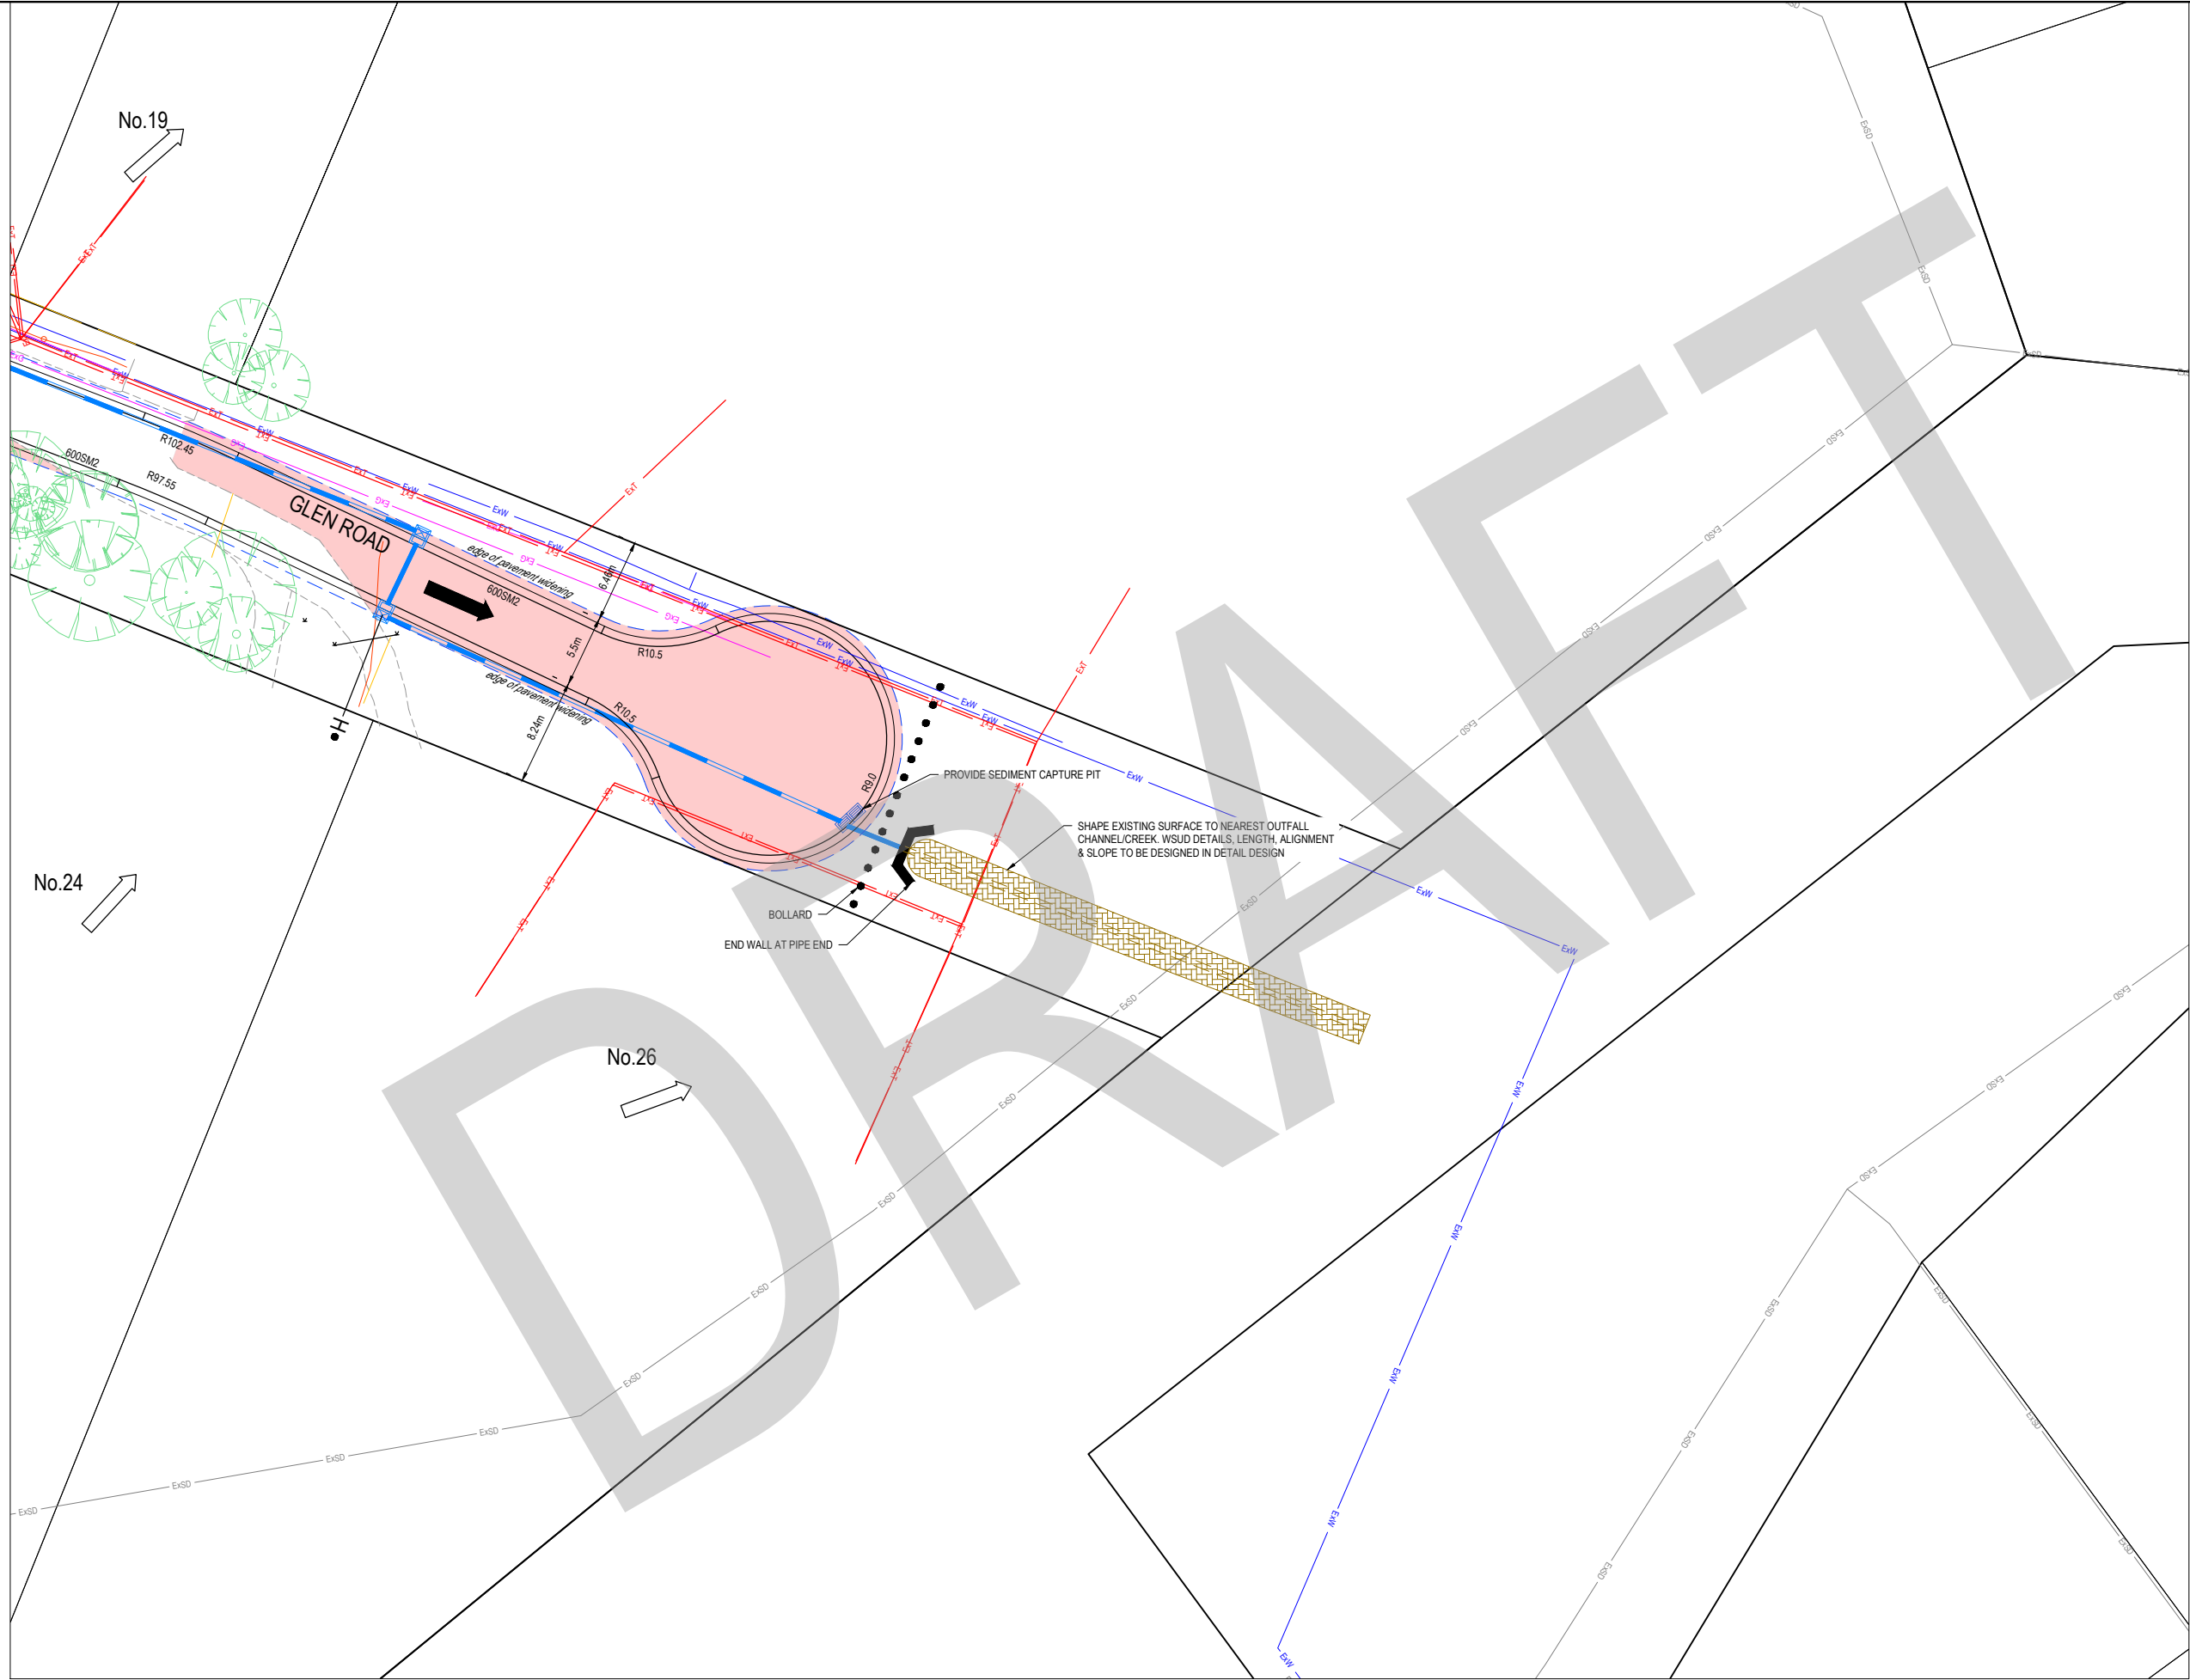 No.19
R102.45
600SM2
R97.55
GLEN ROAD
edge of pavement widening
600SM2
6.46m
5.5m
R10.5
edge of pavement widening
R10.5
8.24m
R9.0
PROVIDE SEDIMENT CAPTURE PIT
SHAPE EXISTING SURFACE TO NEAREST OUTFALL
CHANNEL/CREEK. WSUD DETAILS, LENGTH, ALIGNMENT
& SLOPE TO BE DESIGNED IN DETAIL DESIGN
No.24
BOLLARD
END WALL AT PIPE END
No.26
H
DRAFT
ExT
ExW
ExG
ExSD